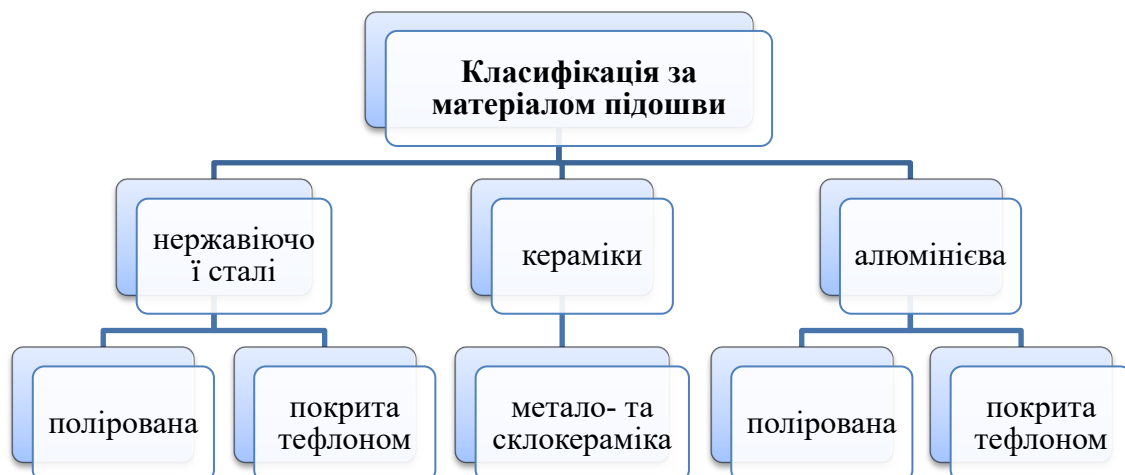 Класифікація за
матеріалом підошви
нержавіючо
ї сталі
кераміки
алюмінієва
полірована
покрита
тефлоном
метало- та
склокераміка
полірована
покрита
тефлоном